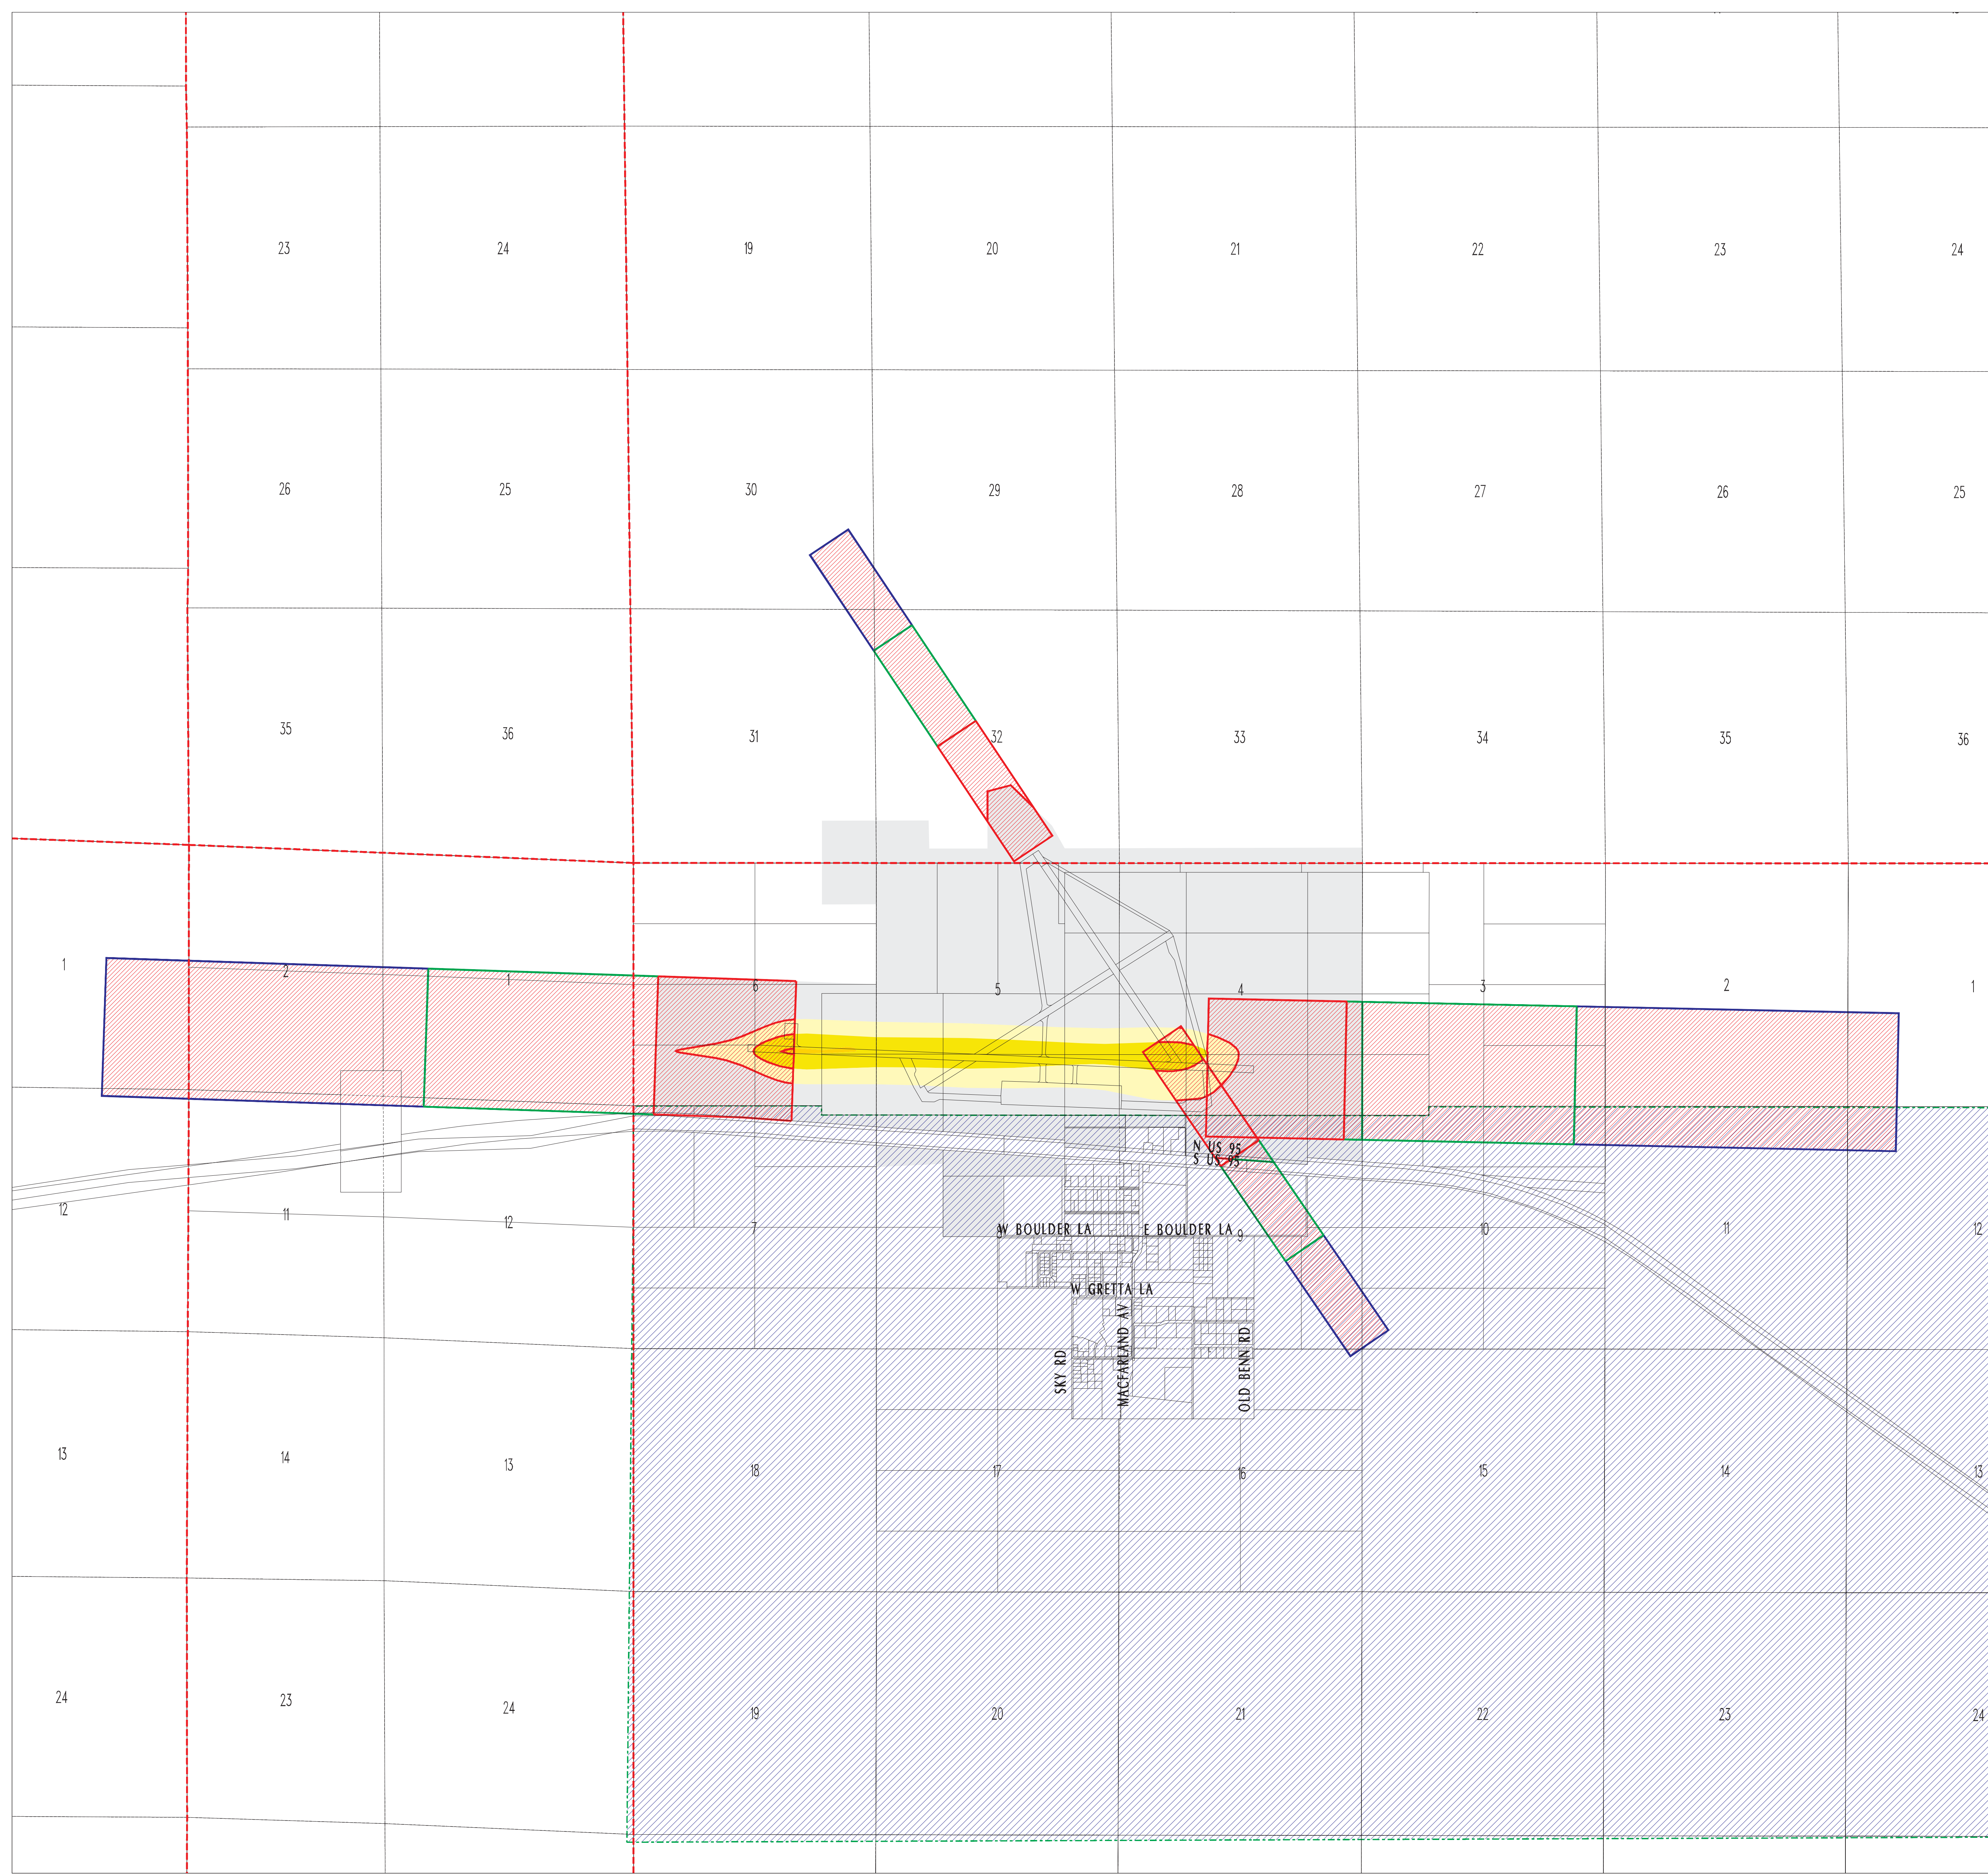 23 24 19 20 21 22 23 24
26 25 30 29 28 27 26 25
35 36 31 32 33 34 35 36
1 2 1 6 5 4 3 2 1
N US 95
S US 95
12 11 12 7 8 9 10 11 12
W BOULDER LA E BOULDER LA
W GRETTA LA
SKY RD
MACFARLAND AV
OLD BENN RD
13 14 13 18 17 16 15 14 13
24 23 24 19 20 21 22 23 24